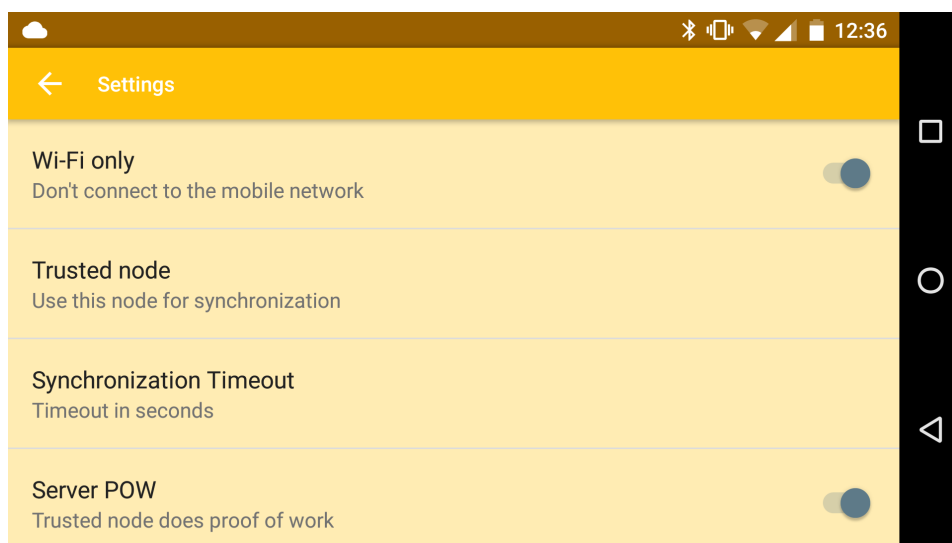 12:36
Settings
Wi-Fi only
Don't connect to the mobile network
Trusted node
Use this node for synchronization
Synchronization Timeout
Timeout in seconds
Server POW
Trusted node does proof of work